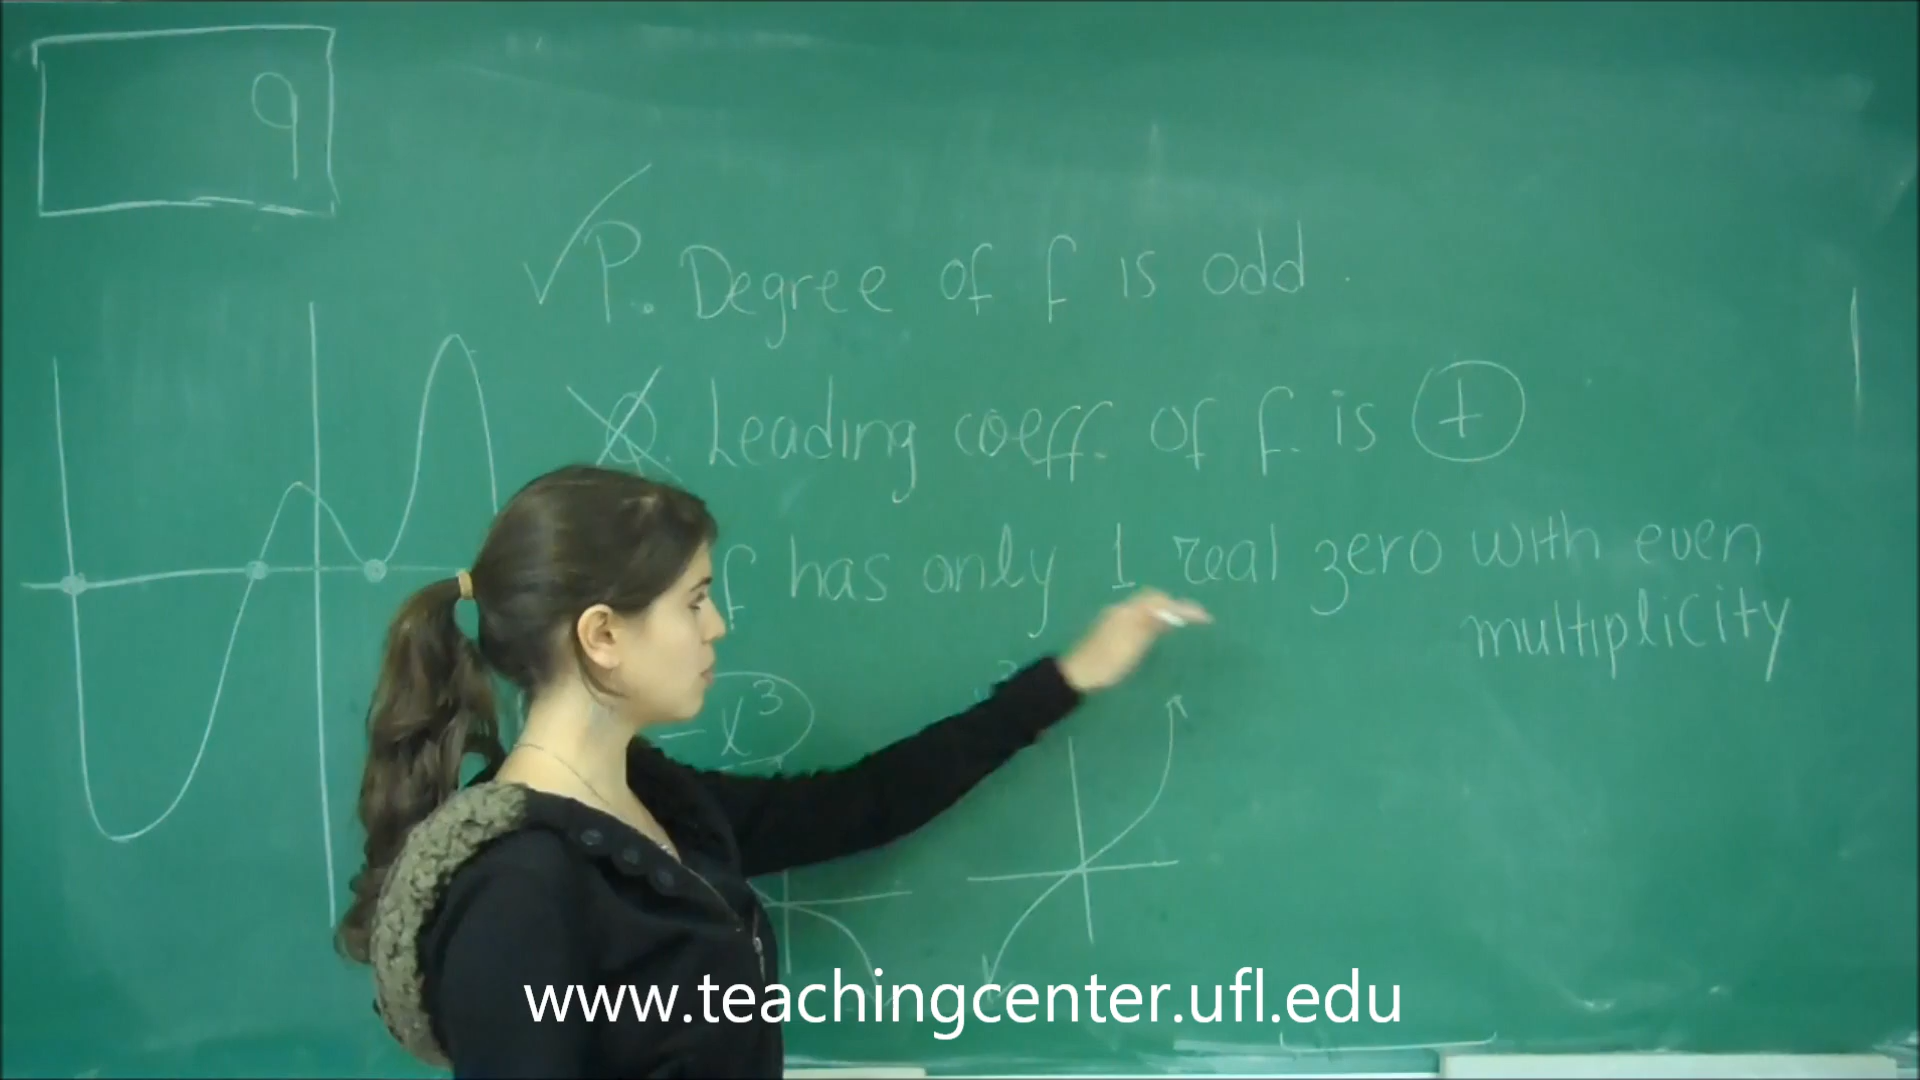 9
P. Degree of f is odd.
Q. Leading coeff. of f. is +
f has only 1 real zero with even
multiplicity
-x³
www.teachingcenter.ufl.edu